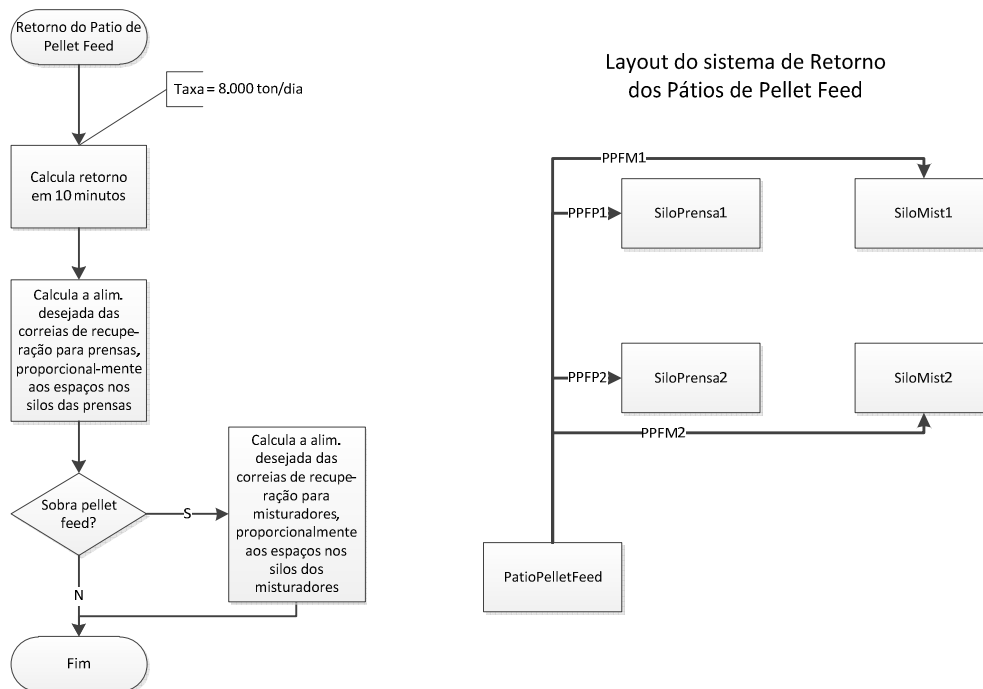 Retorno do Patio de
Pellet Feed
Taxa = 8.000 ton/dia
Calcula retorno
em 10 minutos
Calcula a alim.
desejada das
correias de recupe-
ração para prensas,
proporcional-mente
aos espaços nos
silos das prensas
Sobra pellet
feed?
S
N
Calcula a alim.
desejada das
correias de recupe-
ração para
misturadores,
proporcionalmente
aos espaços nos
silos dos
misturadores
Fim
Layout do sistema de Retorno
dos Pátios de Pellet Feed
PPFM1
PPFP1
SiloPrensa1
SiloMist1
PPFP2
SiloPrensa2
SiloMist2
PPFM2
PatioPelletFeed